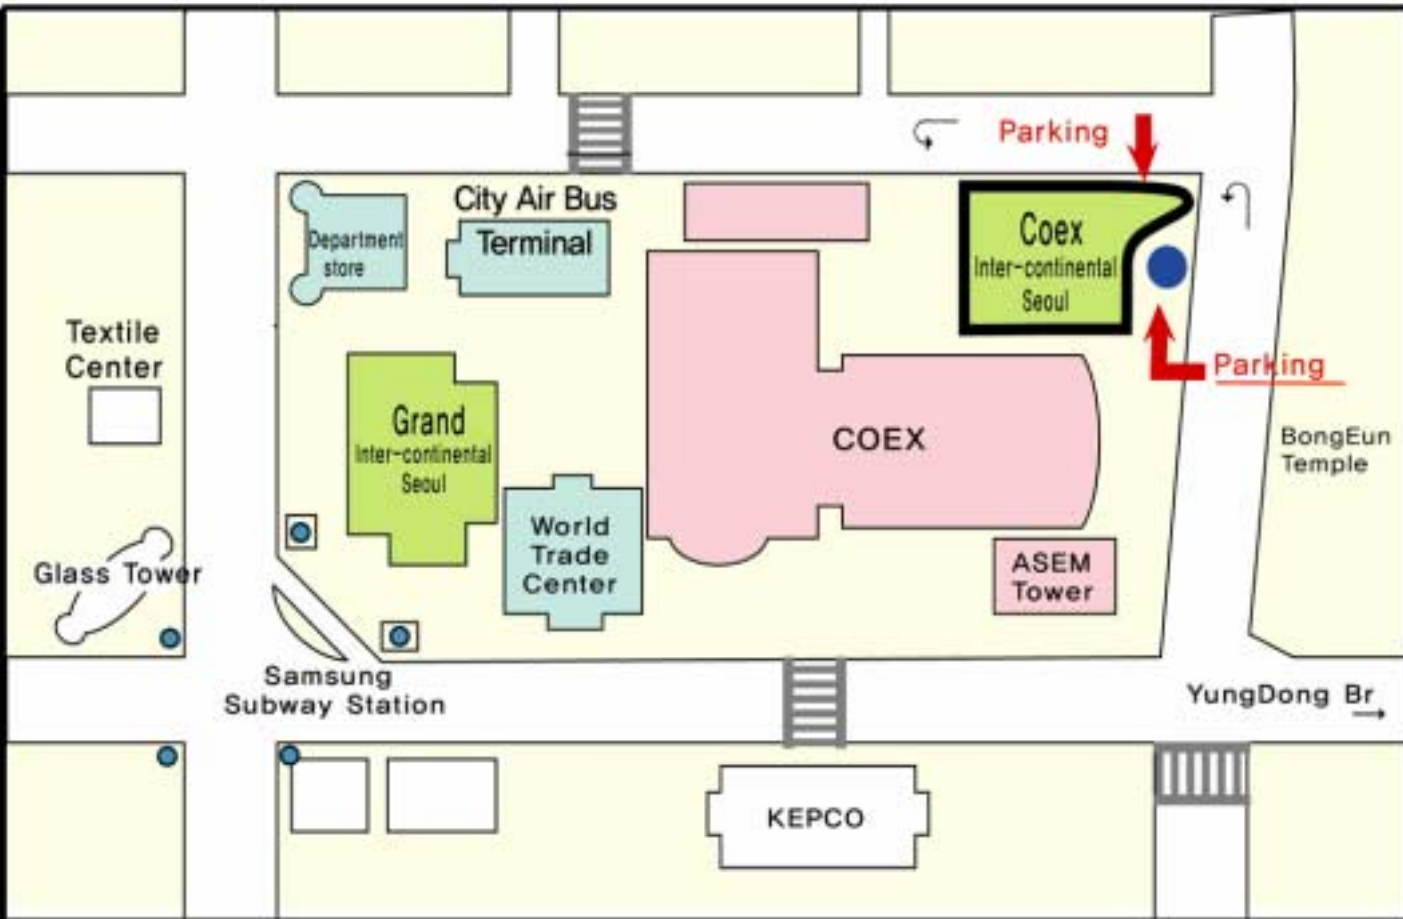 Parking
City Air Bus
Terminal
Department
store
Coex
Inter-continental
Seoul
Textile
Center
Parking
Grand
Inter-continental
Seoul
COEX
BongEun
Temple
World
Trade
Center
ASEM
Tower
Glass Tower
Samsung
Subway Station
YungDong Br
KEPCO